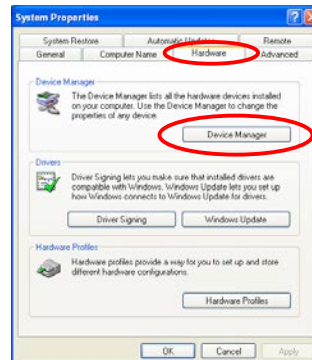 System Properties
System Restore Automatic Updates Remote
General Computer Name Hardware Advanced
Device Manager
The Device Manager lists all the hardware devices installed
on your computer. Use the Device Manager to change the
properties of any device.
Device Manager
Drivers
Driver Signing lets you make sure that installed drivers are
compatible with Windows. Windows Update lets you set up
how Windows connects to Windows Update for drivers.
Driver Signing Windows Update
Hardware Profiles
Hardware profiles provide a way for you to set up and store
different hardware configurations.
Hardware Profiles
OK Cancel Apply